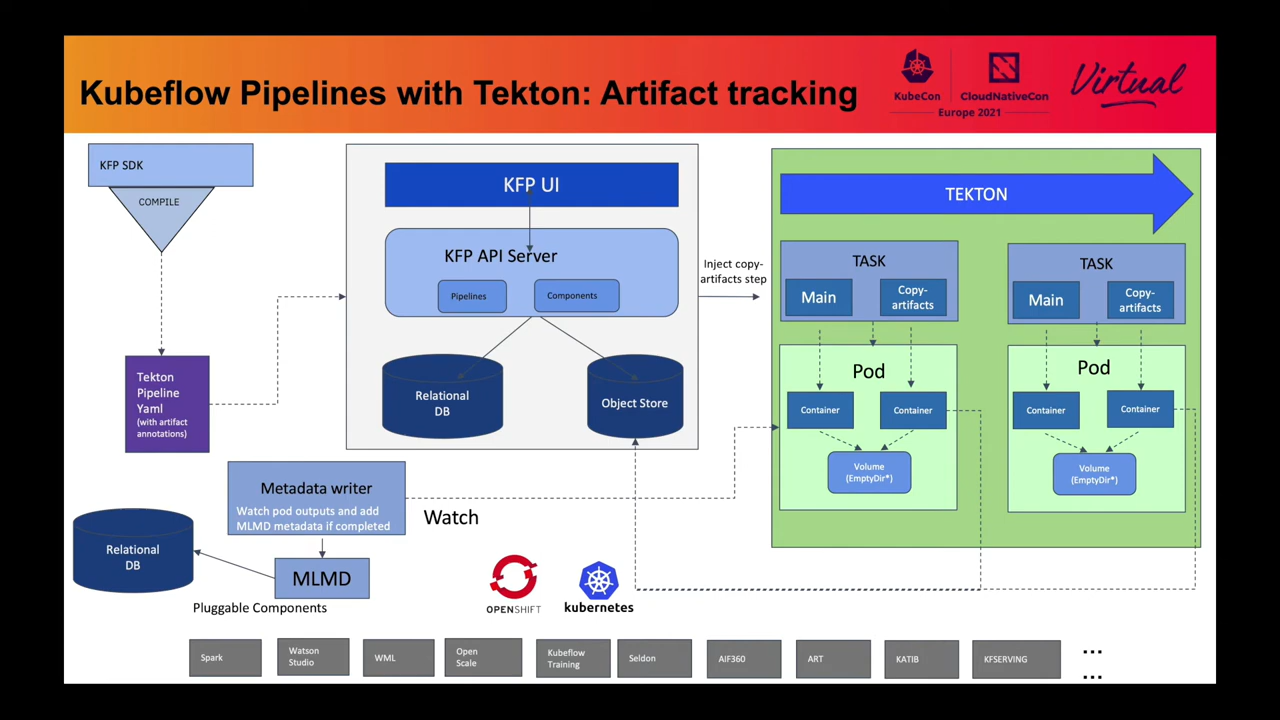 Kubeflow Pipelines with Tekton: Artifact tracking
KubeCon
CloudNativeCon
Europe 2021
Virtual
KFP SDK
COMPILE
Tekton
Pipeline
Yaml
(with artifact
annotations)
KFP UI
KFP API Server
Pipelines
Components
Relational
DB
Object Store
Inject copy-
artifacts step
TEKTON
TASK
Main
Copy-
artifacts
Pod
Container
Container
Volume
(EmptyDir*)
TASK
Main
Copy-
artifacts
Pod
Container
Container
Volume
(EmptyDir*)
Metadata writer
Watch pod outputs and add
MLMD metadata if completed
Watch
Relational
DB
MLMD
Pluggable Components
OPENSHIFT
kubernetes
Spark
Watson
Studio
WML
Open
Scale
Kubeflow
Training
Seldon
AIF360
ART
KATIB
KFSERVING
...
...